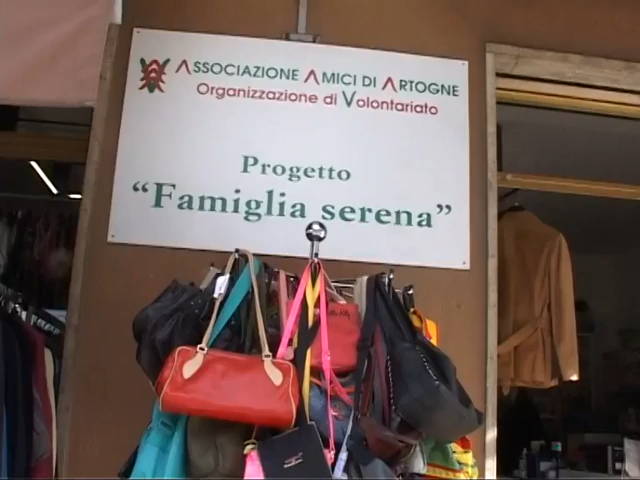 ASSOCIAZIONE AMICI DI ARTOGNE
Organizzazione di Volontariato
Progetto
"Famiglia serena"